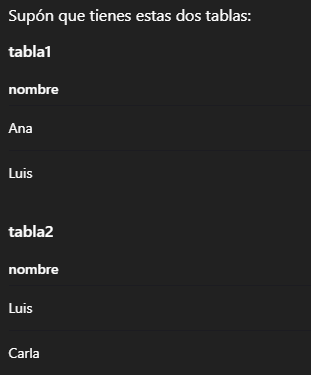 Supón que tienes estas dos tablas:
tabla1
nombre
Ana
Luis
tabla2
nombre
Luis
Carla